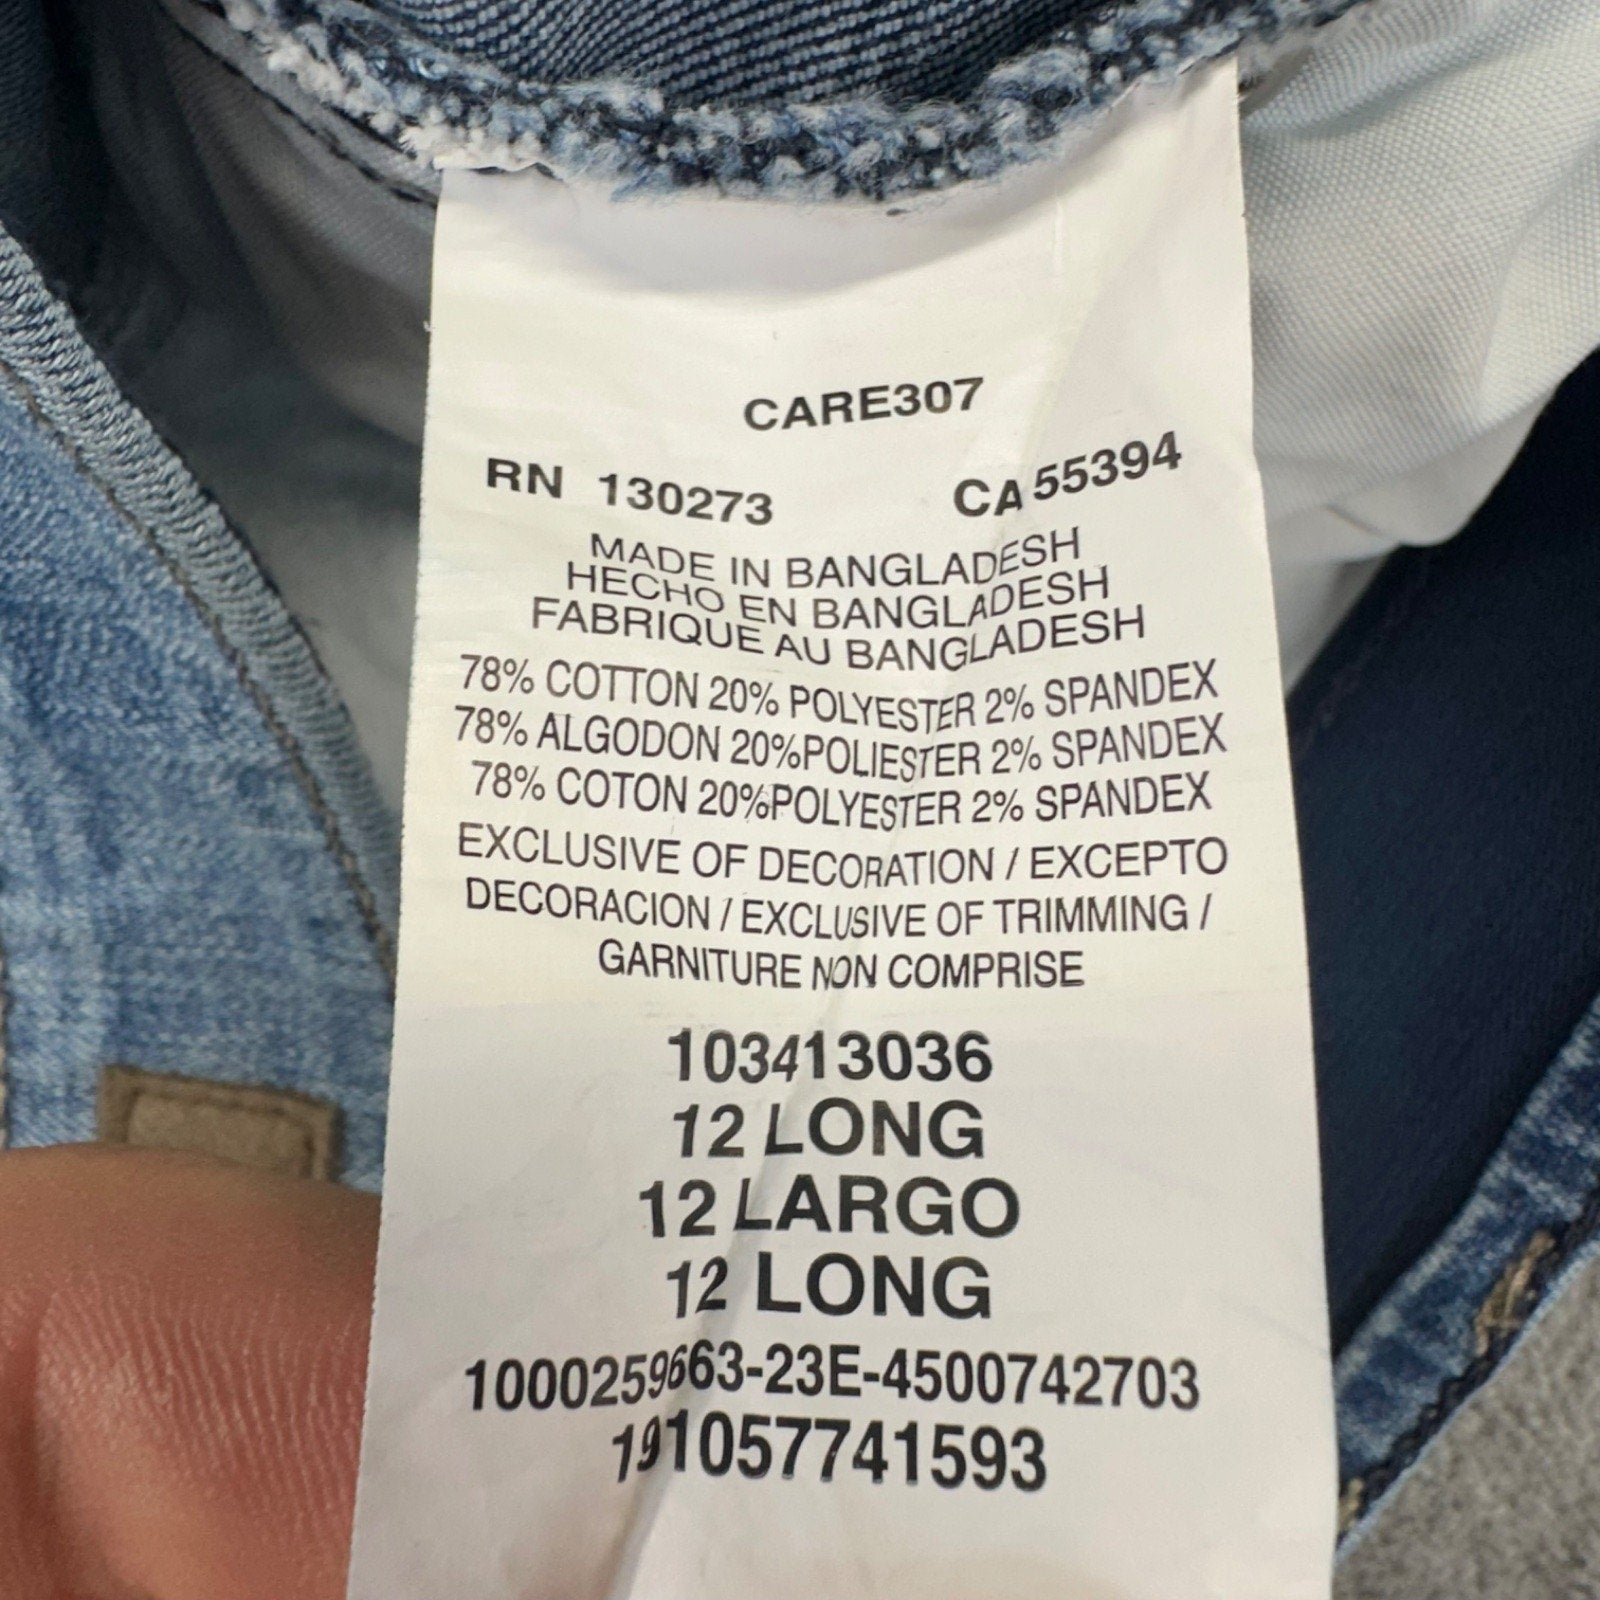 CARE307
RN 130273 CA 55394
MADE IN BANGLADESH
HECHO EN BANGLADESH
FABRIQUE AU BANGLADESH
78% COTTON 20% POLYESTER 2% SPANDEX
78% ALGODON 20%POLIESTER 2% SPANDEX
78% COTON 20%POLYESTER 2% SPANDEX
EXCLUSIVE OF DECORATION / EXCEPTO
DECORACION / EXCLUSIVE OF TRIMMING /
GARNITURE NON COMPRISE
103413036
12 LONG
12 LARGO
12 LONG
1000259663-23E-4500742703
191057741593